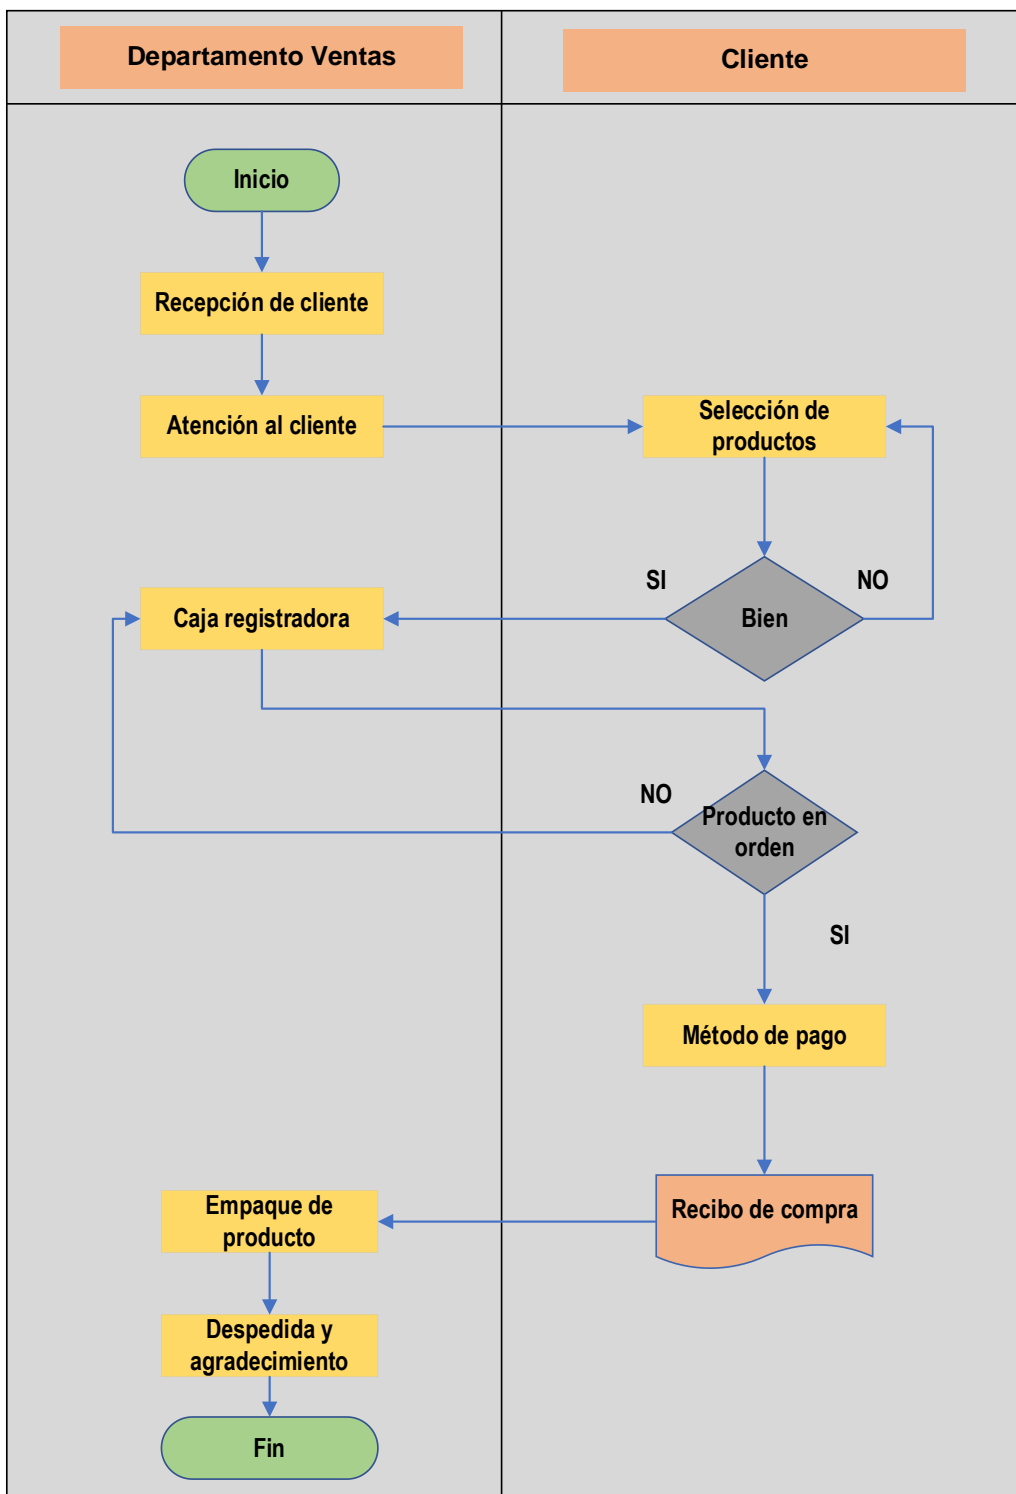 Departamento Ventas
Cliente
Inicio
Recepción de cliente
Atención al cliente
Selección de
productos
SI
NO
Bien
Caja registradora
NO
Producto en
orden
SI
Método de pago
Recibo de compra
Empaque de
producto
Despedida y
agradecimiento
Fin